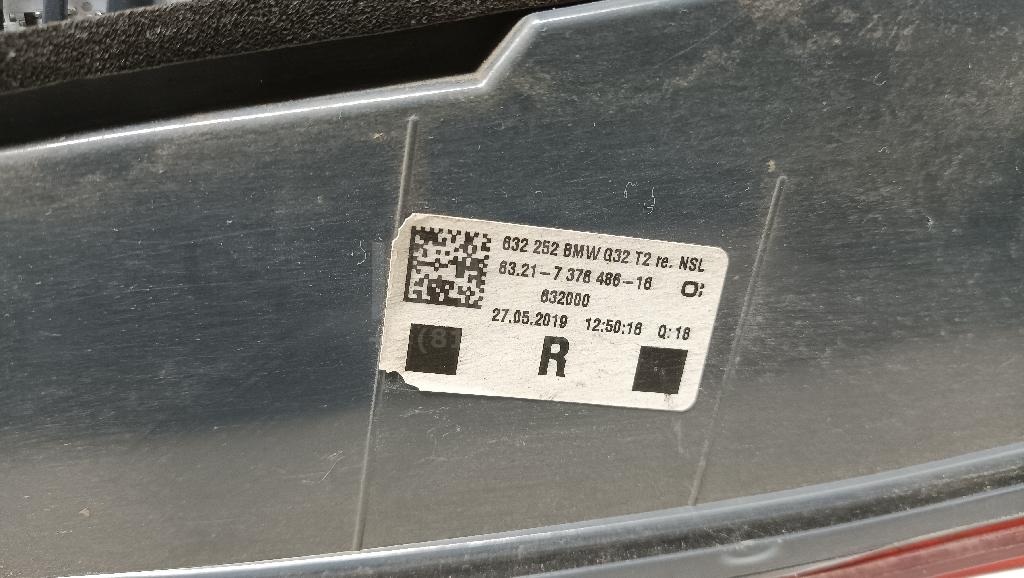 632 252 BMW G32 T2 re. NSL
63.21-7 376 486-16
632000
27.05.2019 12:50:16 Q:16
R